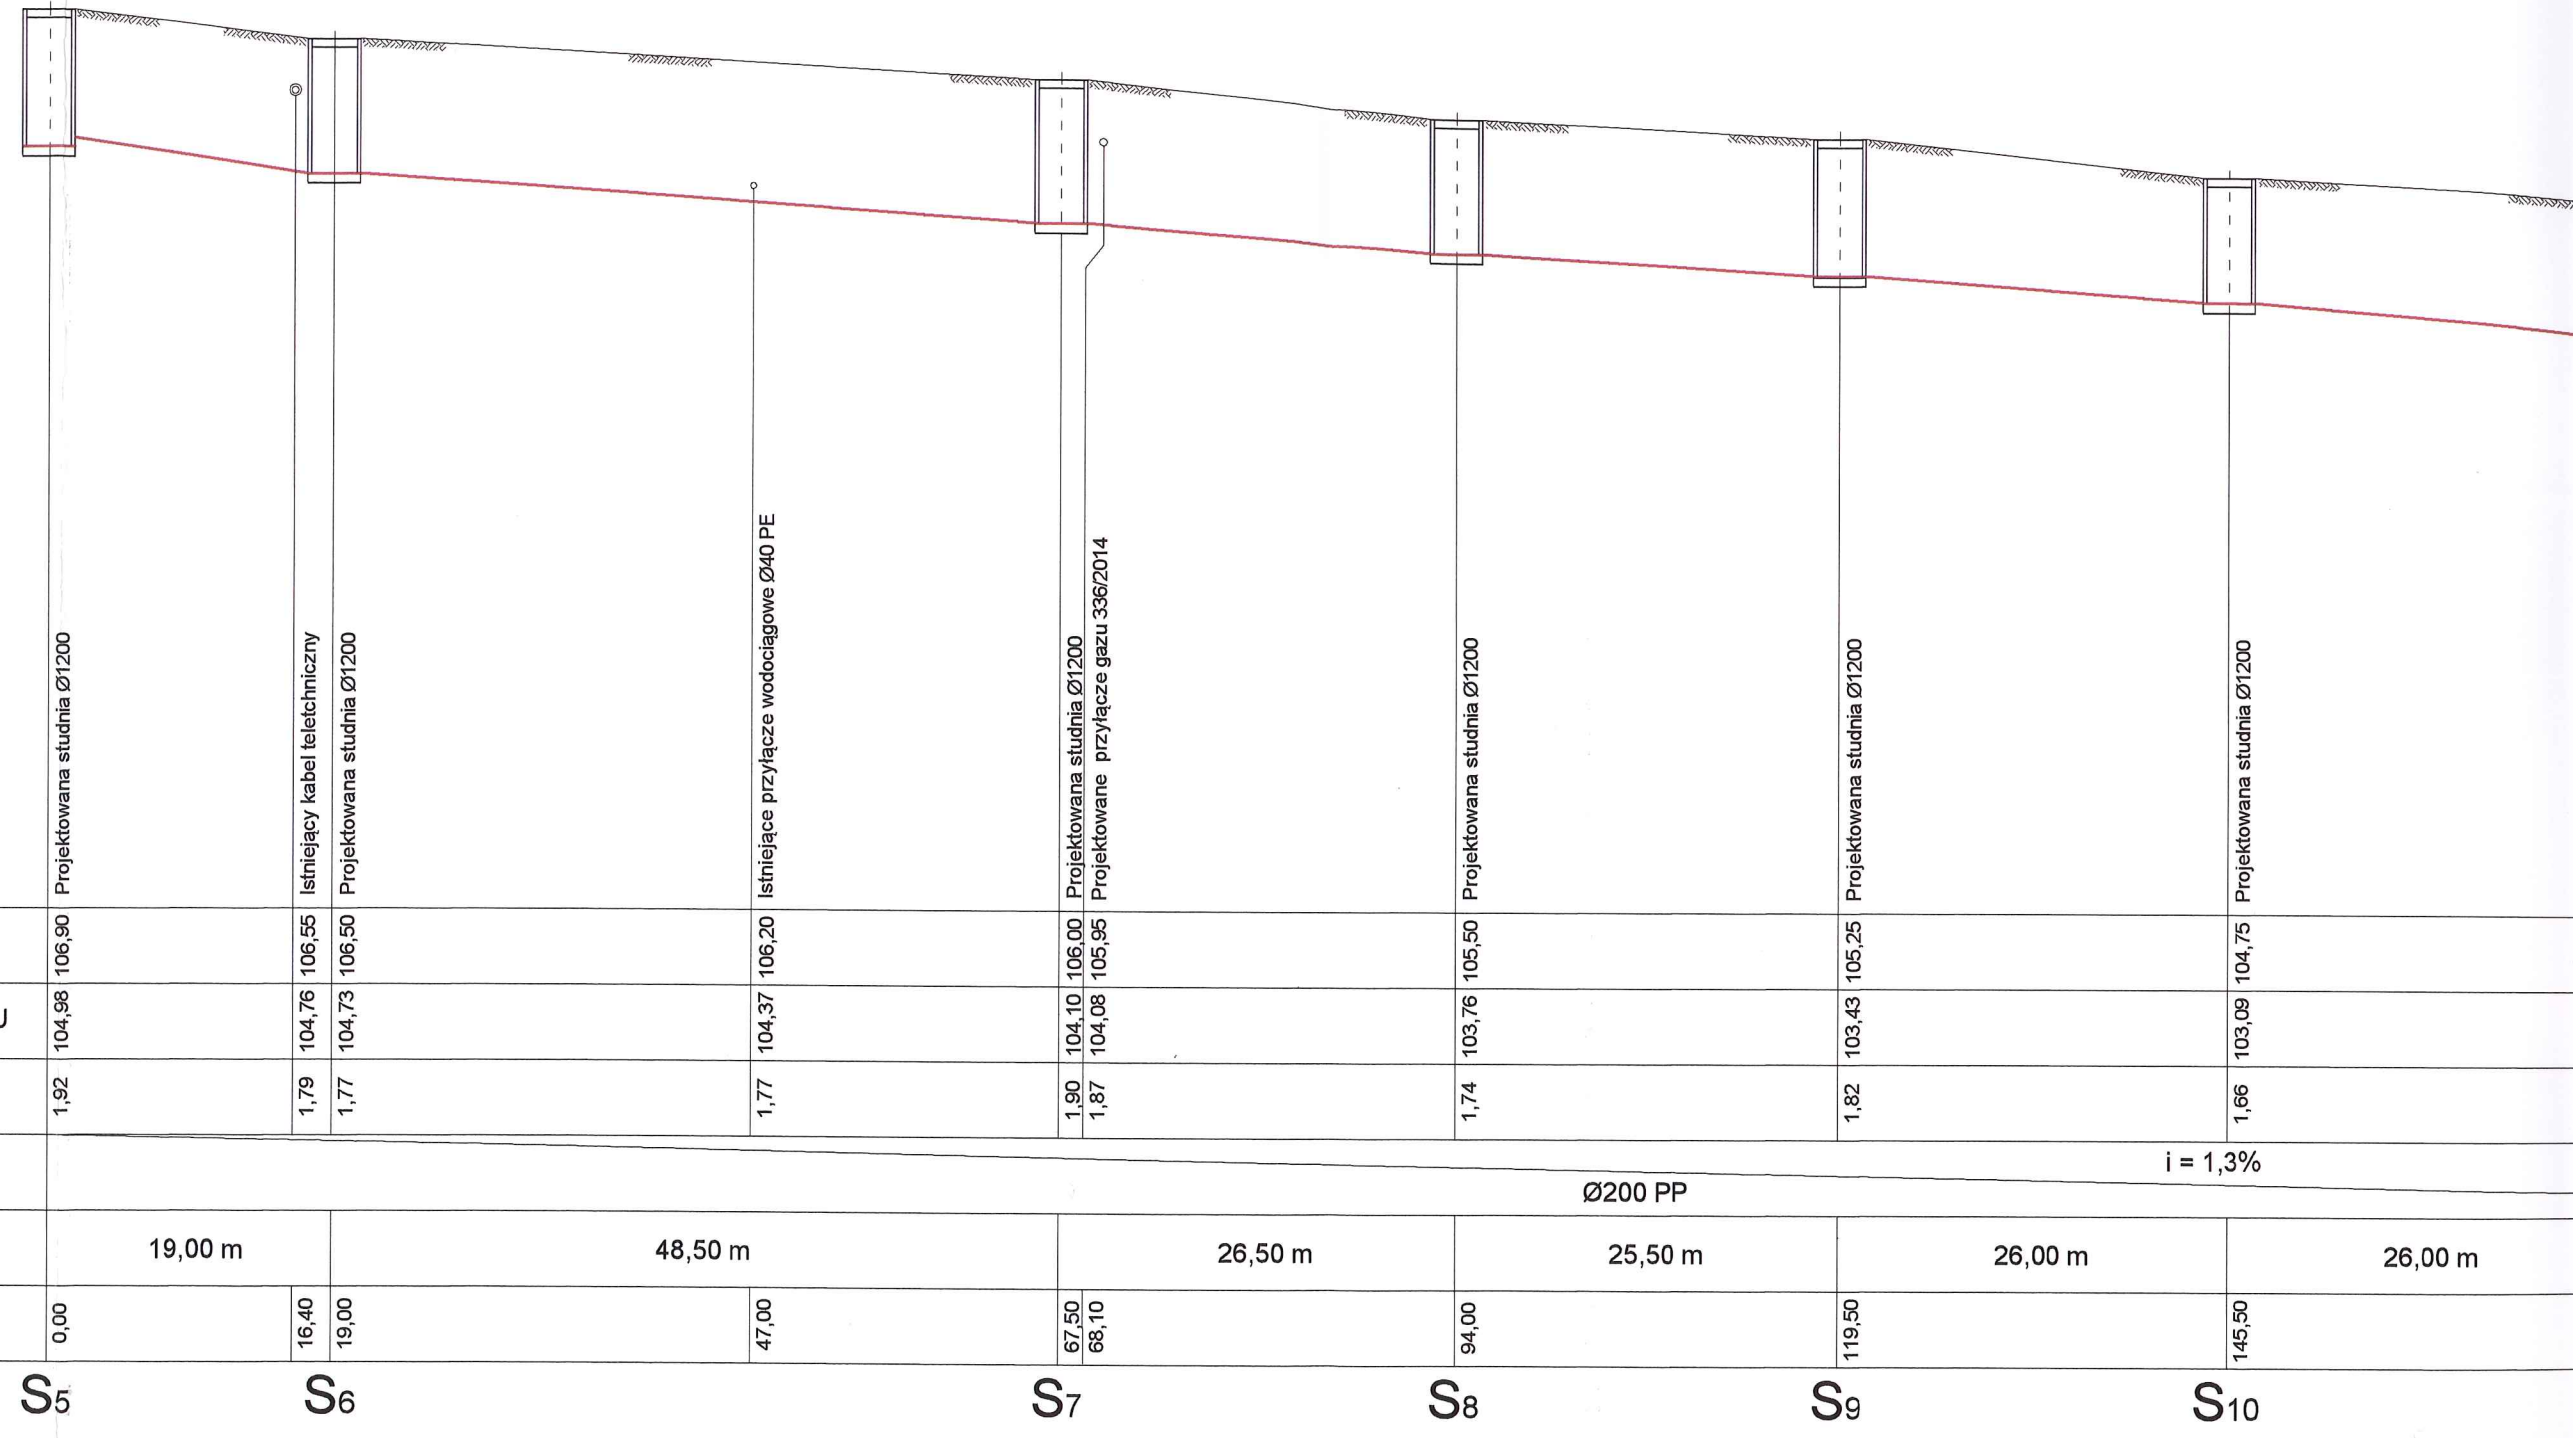 Projektowana studnia Ø1200
Istniejący kabel teletchniczny
Projektowana studnia Ø1200
Istniejące przyłącze wodociągowe Ø40 PE
Projektowana studnia Ø1200
Projektowane przyłącze gazu 336/2014
Projektowana studnia Ø1200
Projektowana studnia Ø1200
Projektowana studnia Ø1200
106,90 106,55 106,50 106,20 106,00 105,95 105,50 105,25 104,75
104,98 104,76 104,73 104,37 104,10 104,08 103,76 103,43 103,09
1,92 1,79 1,77 1,77 1,90 1,87 1,74 1,82 1,66
i = 1,3%
Ø200 PP
19,00 m 48,50 m 26,50 m 25,50 m 26,00 m 26,00 m
0,00 16,40 19,00 47,00 67,50 68,10 94,00 119,50 145,50
S5 S6 S7 S8 S9 S10